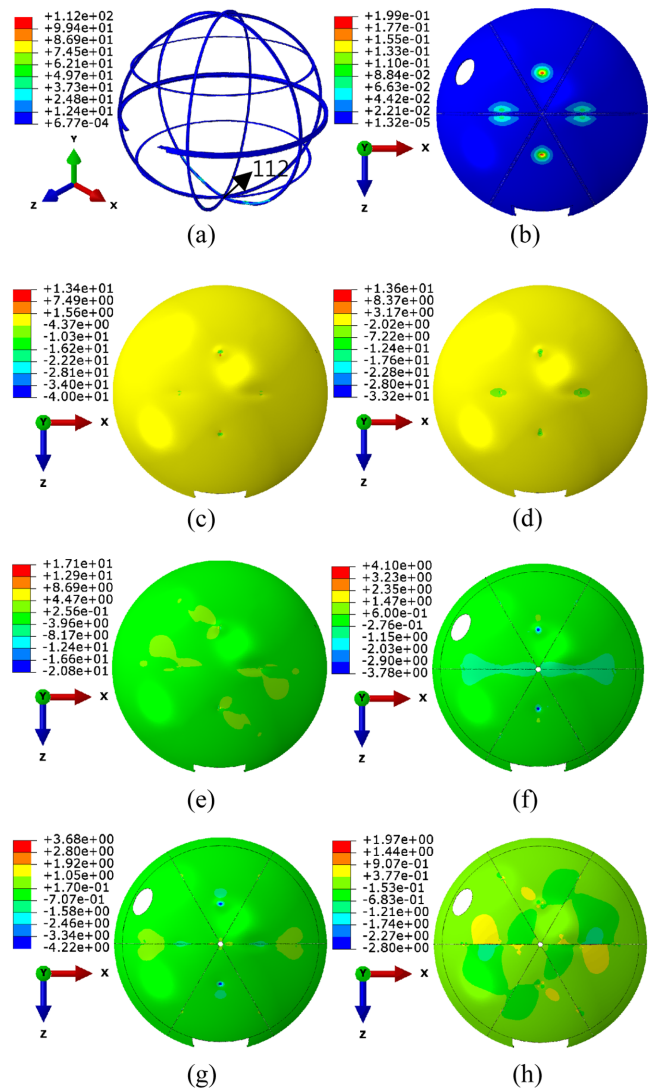 +1.12e+02
+9.94e+01
+8.69e+01
+7.45e+01
+6.21e+01
+4.97e+01
+3.73e+01
+2.48e+01
+1.24e+01
+6.77e-04
Y
Z
X
112
(a)
+1.99e-01
+1.77e-01
+1.55e-01
+1.33e-01
+1.10e-01
+8.84e-02
+6.63e-02
+4.42e-02
+2.21e-02
+1.32e-05
Y
X
Z
(b)
+1.34e+01
+7.49e+00
+1.56e+00
-4.37e+00
-1.03e+01
-1.62e+01
-2.22e+01
-2.81e+01
-3.40e+01
-4.00e+01
Y
X
Z
(c)
+1.36e+01
+8.37e+00
+3.17e+00
-2.02e+00
-7.22e+00
-1.24e+01
-1.76e+01
-2.28e+01
-2.80e+01
-3.32e+01
Y
X
Z
(d)
+1.71e+01
+1.29e+01
+8.69e+00
+4.47e+00
+2.56e-01
-3.96e+00
-8.17e+00
-1.24e+01
-1.66e+01
-2.08e+01
Y
X
Z
(e)
+4.10e+00
+3.23e+00
+2.35e+00
+1.47e+00
+6.00e-01
-2.76e-01
-1.15e+00
-2.03e+00
-2.90e+00
-3.78e+00
Y
X
Z
(f)
+3.68e+00
+2.80e+00
+1.92e+00
+1.05e+00
+1.70e-01
-7.07e-01
-1.58e+00
-2.46e+00
-3.34e+00
-4.22e+00
Y
X
Z
(g)
+1.97e+00
+1.44e+00
+9.07e-01
+3.77e-01
-1.53e-01
-6.83e-01
-1.21e+00
-1.74e+00
-2.27e+00
-2.80e+00
Y
X
Z
(h)